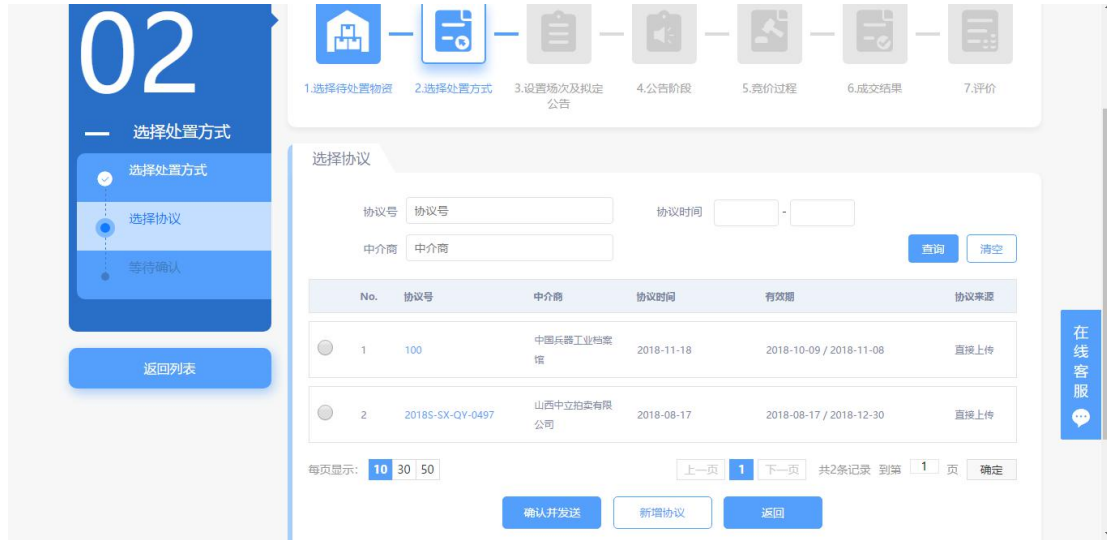 02
选择处置方式
选择处置方式
选择协议
等待确认
返回列表
1.选择待处置物资
2.选择处置方式
3.设置场次及拟定
公告
4.公告阶段
5.竞价过程
6.成交结果
7.评价
选择协议
协议号 协议号 协议时间 -
中介商 中介商 查询 清空
No. 协议号 中介商 协议时间 有效期 协议来源
1 100 中国兵器工业档案
馆 2018-11-18 2018-10-09 / 2018-11-08 直接上传
2 2018S-SX-QY-0497 山西中立拍卖有限
公司 2018-08-17 2018-08-17 / 2018-12-30 直接上传
每页显示： 10 30 50 上一页 1 下一页 共2条记录 到第 1 页 确定
确认并发送 新增协议 返回
在线客服